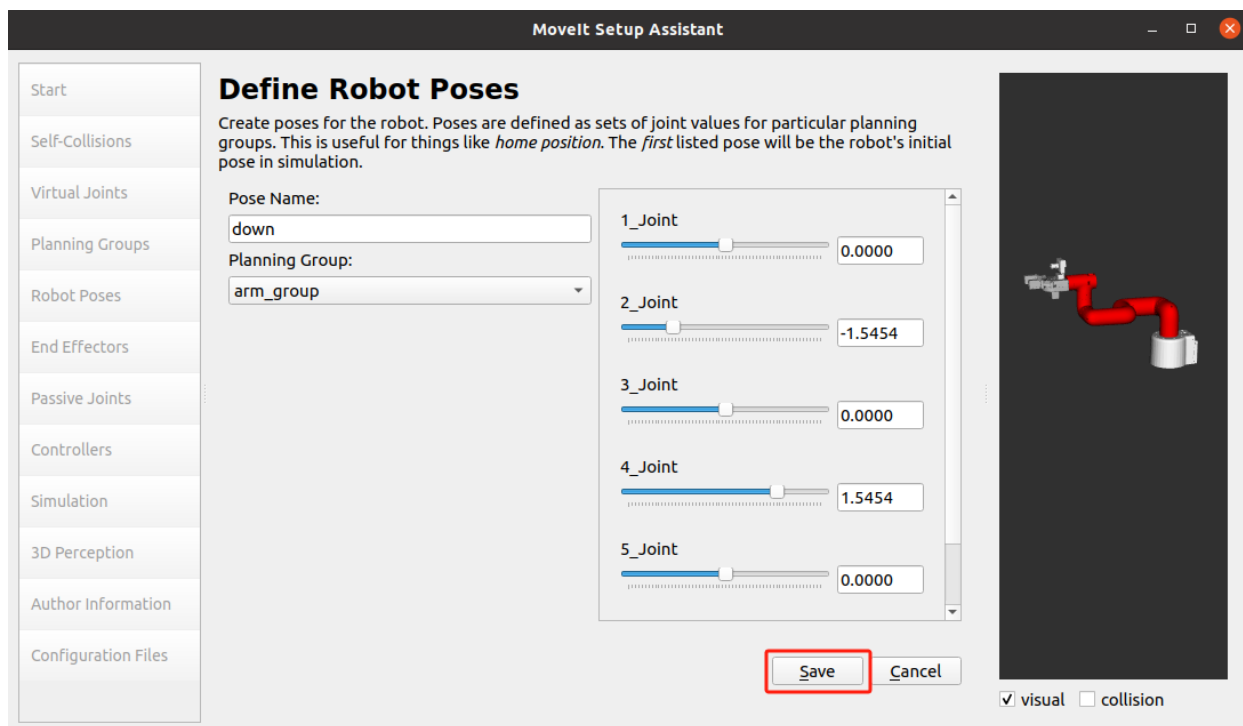 MoveIt Setup Assistant
Start
Self-Collisions
Virtual Joints
Planning Groups
Robot Poses
End Effectors
Passive Joints
Controllers
Simulation
3D Perception
Author Information
Configuration Files
Define Robot Poses
Create poses for the robot. Poses are defined as sets of joint values for particular planning
groups. This is useful for things like home position. The first listed pose will be the robot's initial
pose in simulation.
Pose Name:
down
Planning Group:
arm_group
1_Joint
0.0000
2_Joint
-1.5454
3_Joint
0.0000
4_Joint
1.5454
5_Joint
0.0000
Save
Cancel
visual
collision